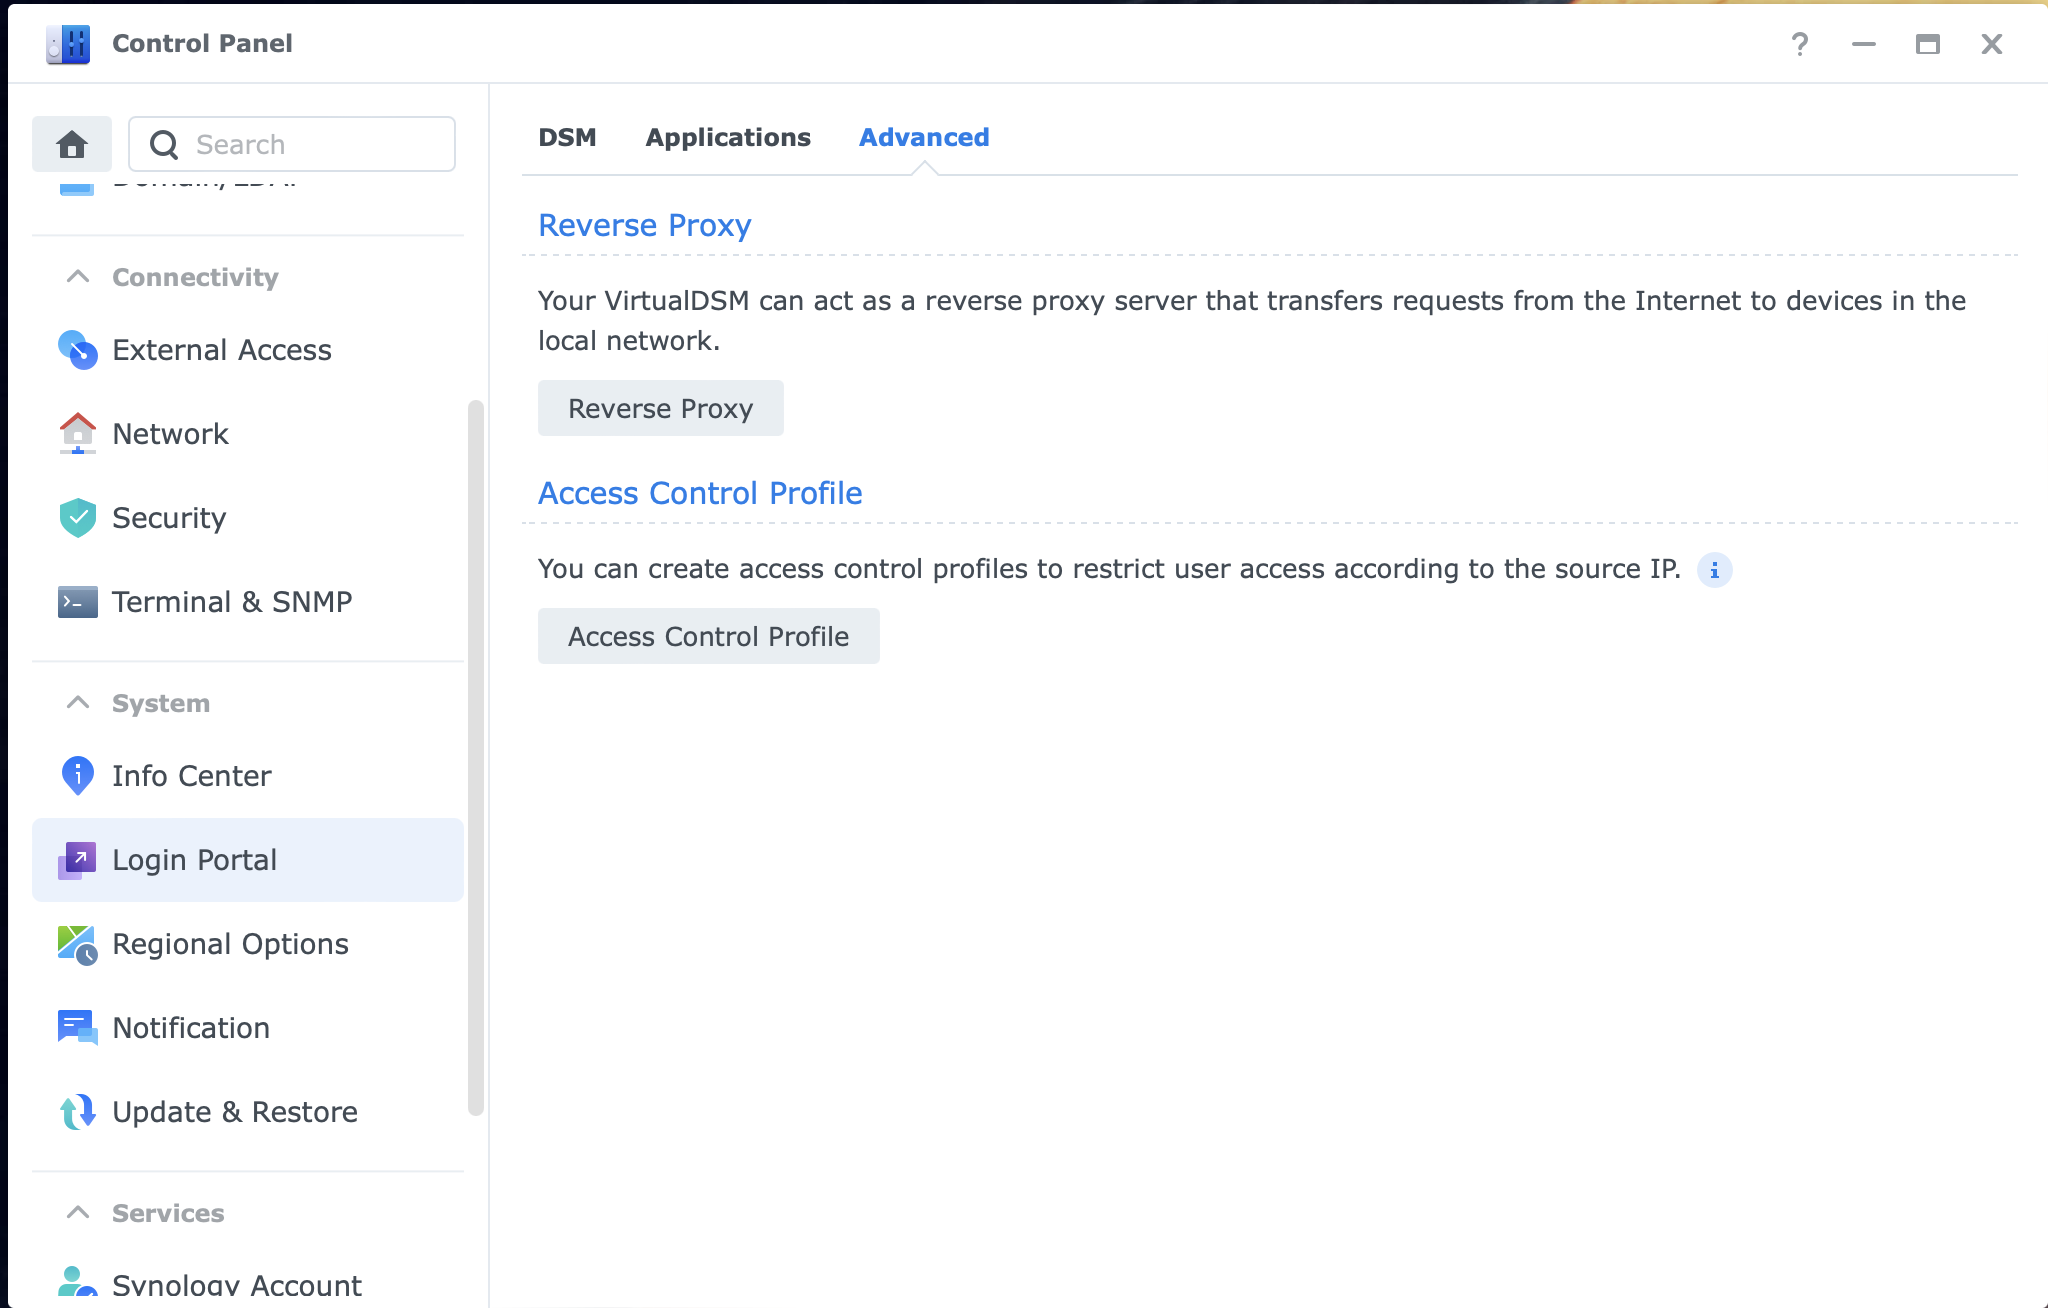 Control Panel
Search
Domain/LDAP
Connectivity
External Access
Network
Security
Terminal & SNMP
System
Info Center
Login Portal
Regional Options
Notification
Update & Restore
Services
Synology Account
DSM Applications Advanced
Reverse Proxy
Your VirtualDSM can act as a reverse proxy server that transfers requests from the Internet to devices in the
local network.
Reverse Proxy
Access Control Profile
You can create access control profiles to restrict user access according to the source IP.
Access Control Profile